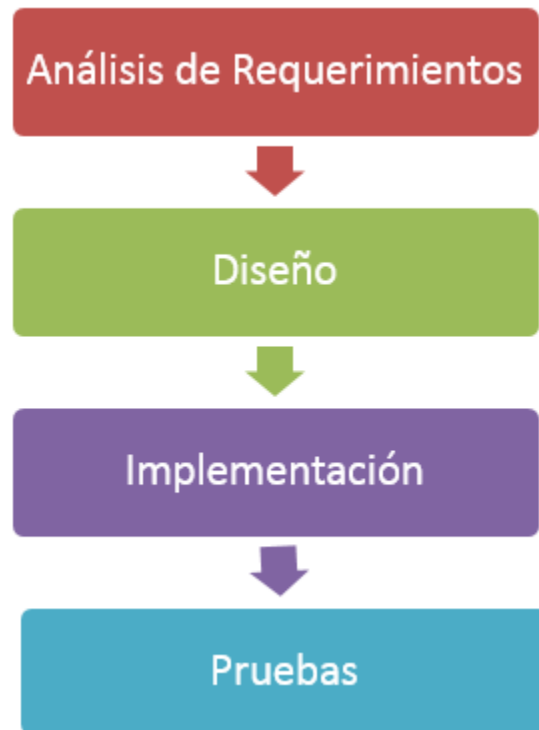 Análisis de Requerimientos
Diseño
Implementación
Pruebas